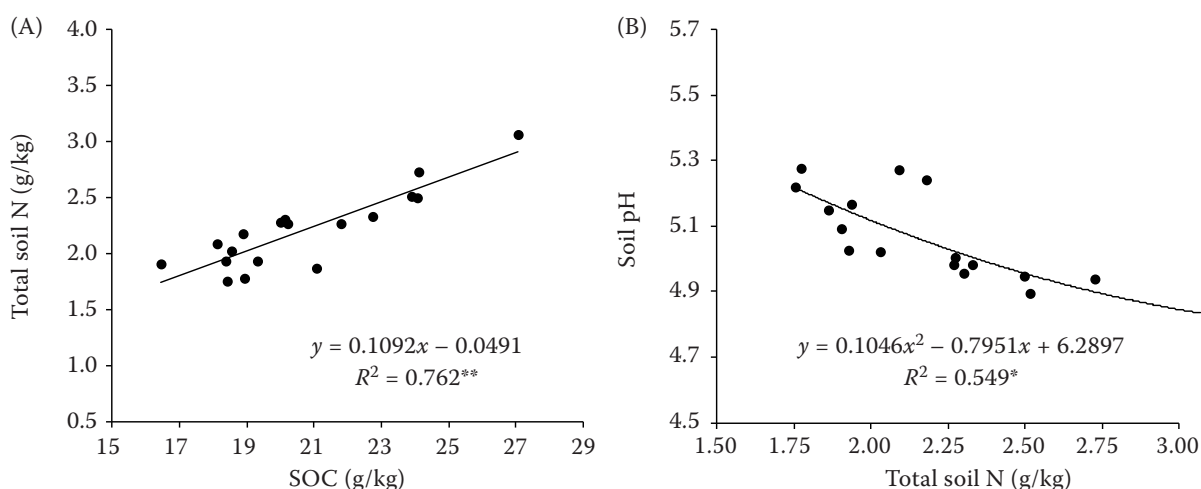 (A)
4.0
3.5
3.0
2.5
2.0
1.5
1.0
0.5
Total soil N (g/kg)
y = 0.1092x – 0.0491
R² = 0.762**
15 17 19 21 23 25 27 29
SOC (g/kg)
(B)
5.7
5.5
5.3
5.1
4.9
4.7
4.5
Soil pH
y = 0.1046x² – 0.7951x + 6.2897
R² = 0.549*
1.50 1.75 2.00 2.25 2.50 2.75 3.00
Total soil N (g/kg)